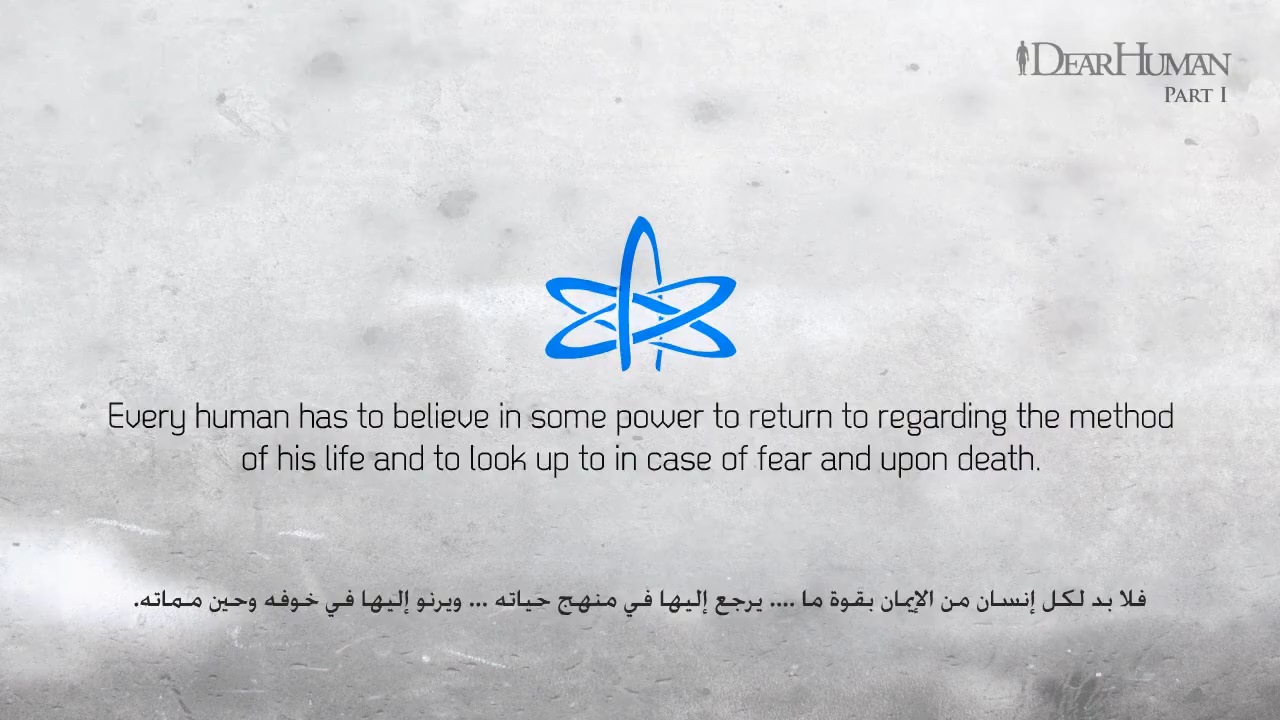 DEARHUMAN
PART I
Every human has to believe in some power to return to regarding the method
of his life and to look up to in case of fear and upon death.
فلا بد لكل إنسان من الإيمان بقوة ما .... يرجع إليها في منهج حياته ... ويرنو إليها في خوفه وحين مماته.